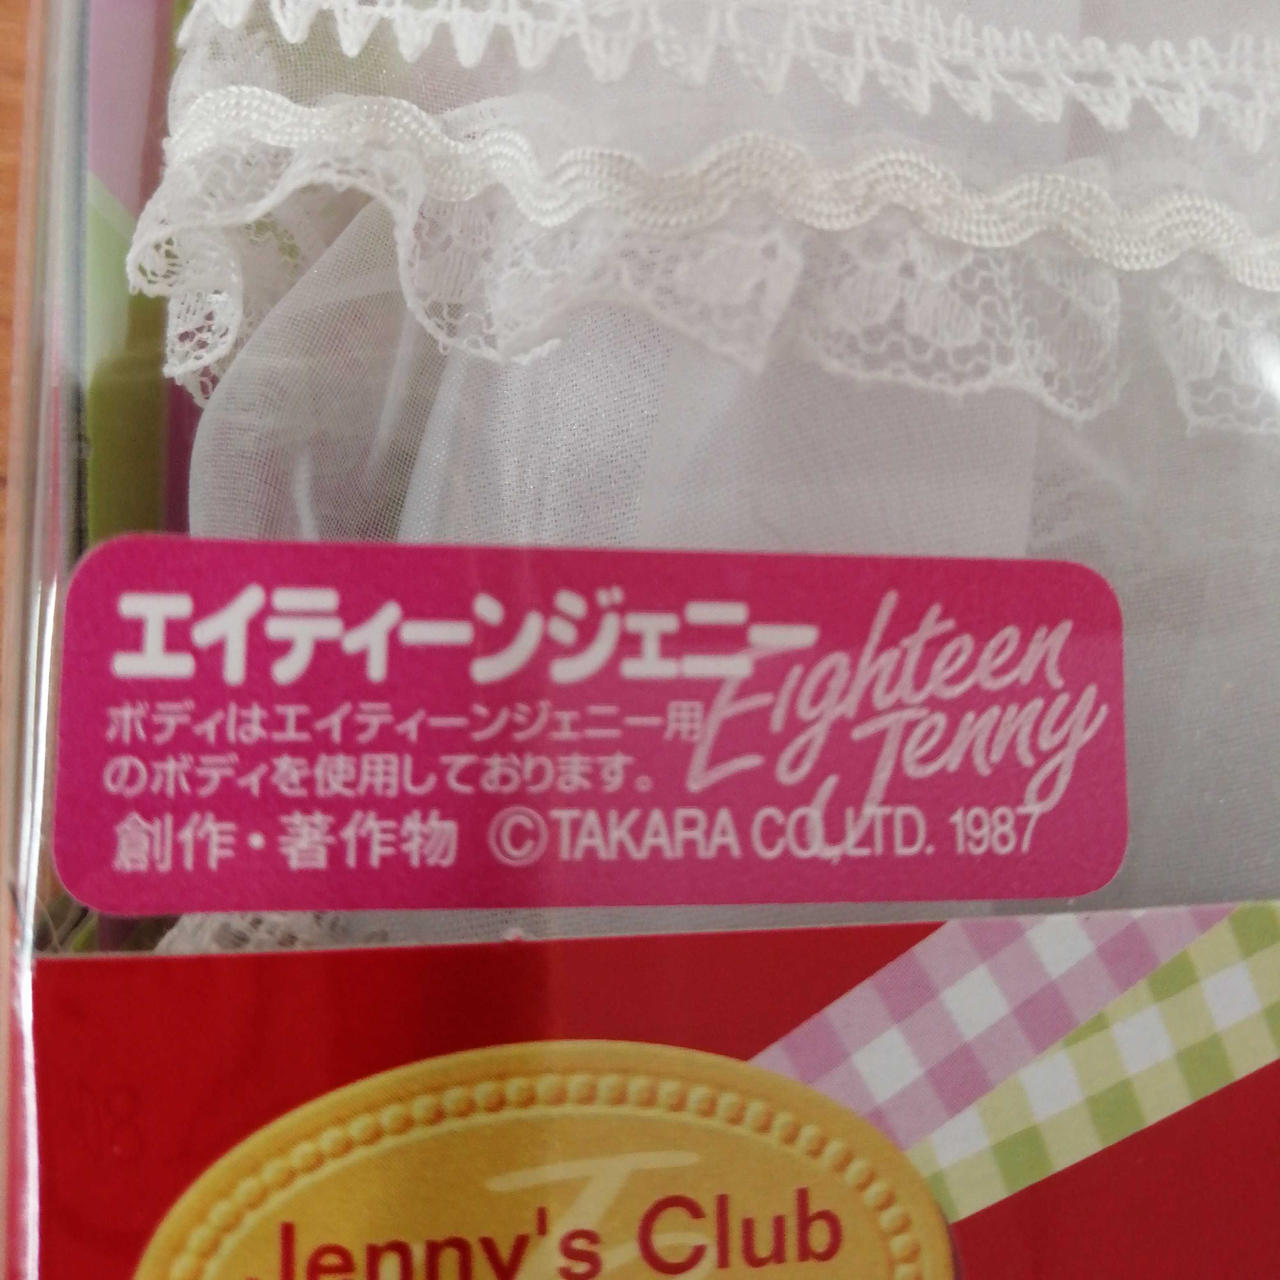 エイティーンジェニー
Eighteen
Jenny
ボディはエイティーンジェニー用
のボディを使用しております。
創作・著作物 ©TAKARA CO.,LTD. 1987
Jenny's Club